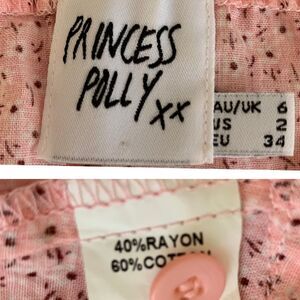 PRINCESS
POLLY xx
AU/UK 6
US 2
EU 34
40%RAYON
60%COTTON